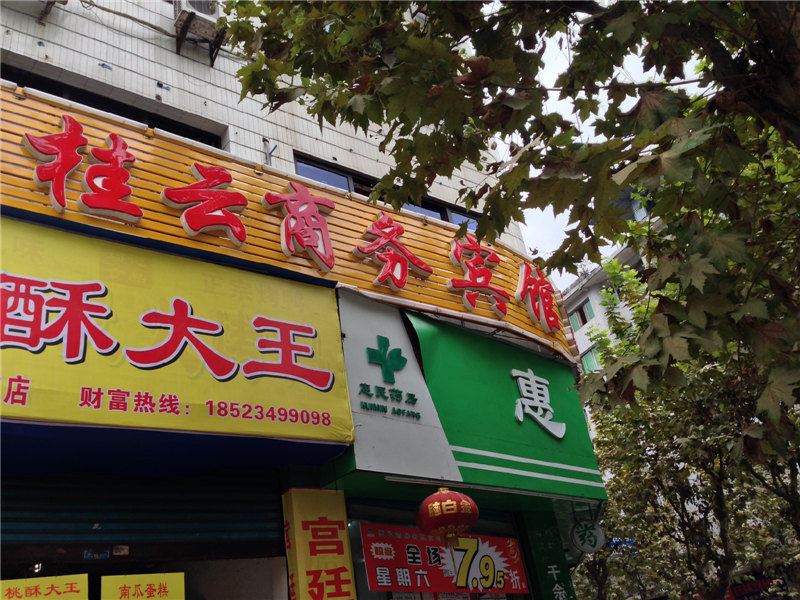 桂云商务宾馆
酥大王
店 财富热线：18523499098
惠民药房
HUIMIN AOFANG
惠
药
宫廷
全场
星期六 7.95折
桃酥大王
南瓜蛋糕